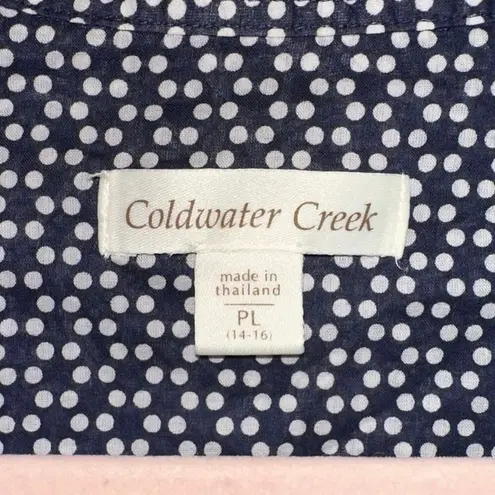 Coldwater Creek
made in
thailand
PL
(14-16)